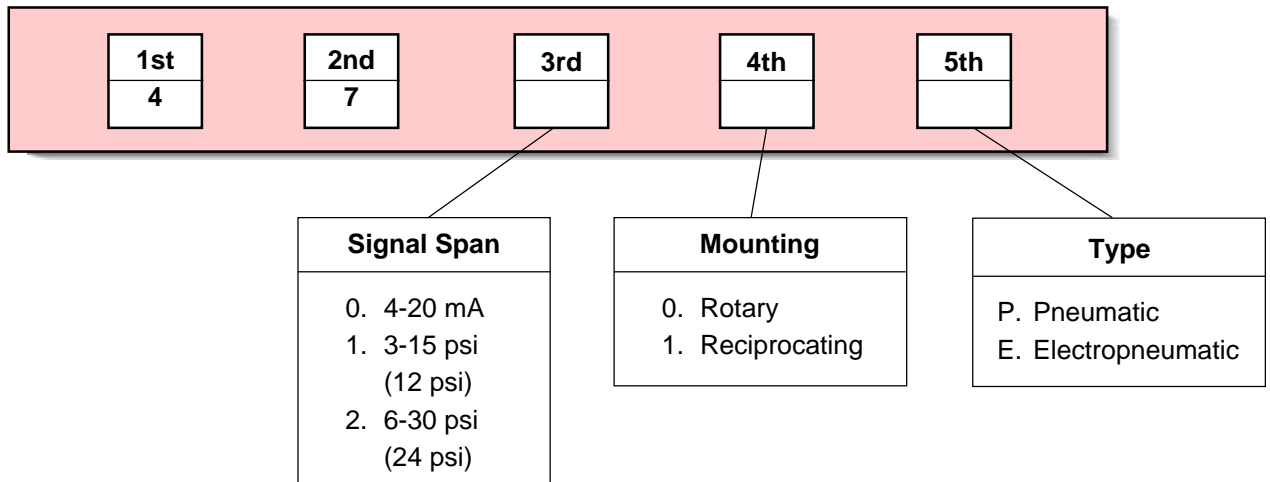 1st
4
2nd
7
3rd
4th
5th
Signal Span
0. 4-20 mA
1. 3-15 psi
(12 psi)
2. 6-30 psi
(24 psi)
Mounting
0. Rotary
1. Reciprocating
Type
P. Pneumatic
E. Electropneumatic